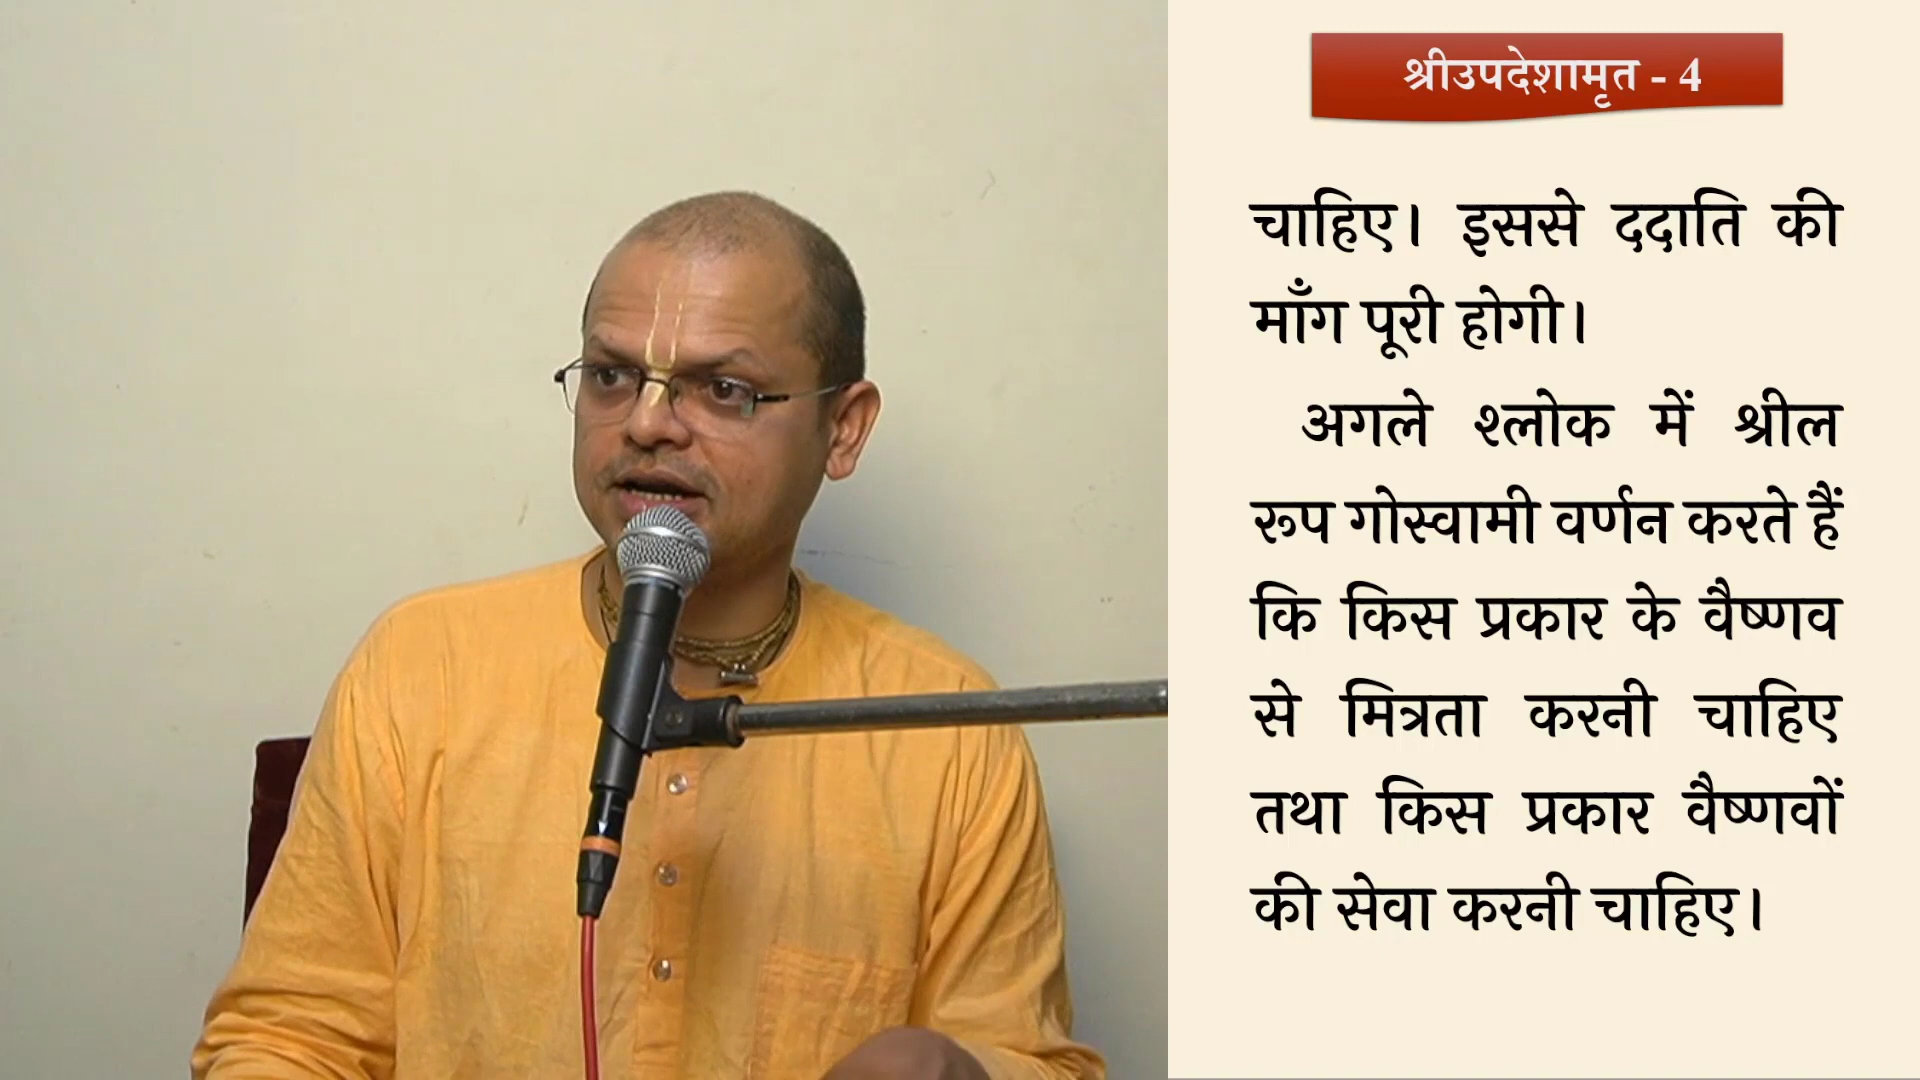 श्रीउपदेशामृत - 4
चाहिए। इससे ददाति की
माँग पूरी होगी।
अगले श्लोक में श्रील
रूप गोस्वामी वर्णन करते हैं
कि किस प्रकार के वैष्णव
से मित्रता करनी चाहिए
तथा किस प्रकार वैष्णवों
की सेवा करनी चाहिए।